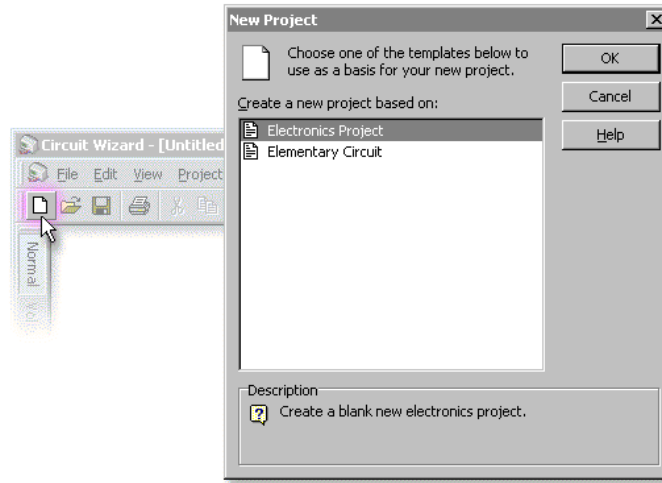 New Project
Choose one of the templates below to
use as a basis for your new project.
OK
Cancel
Help
Create a new project based on:
Electronics Project
Elementary Circuit
Description
Create a blank new electronics project.
Circuit Wizard - [Untitled
File Edit View Project
Normal